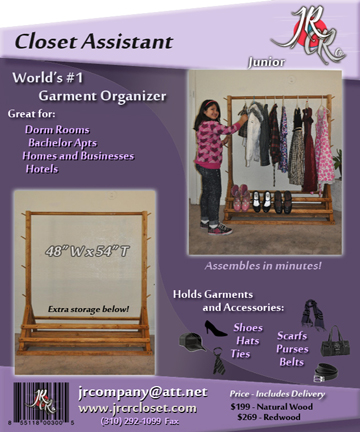 Closet Assistant
JR
CR
World's #1
Garment Organizer
Great for:
Dorm Rooms
Bachelor Apts
Homes and Businesses
Hotels
Junior
48" W x 54" T
Extra storage below!
Assembles in minutes!
Holds Garments
and Accessories:
Shoes
Hats
Ties
Scarfs
Purses
Belts
jrcompany@att.net
www.jrcrcloset.com
(310) 292-1099 Fax
Price - Includes Delivery
$199 - Natural Wood
$269 - Redwood
8 55118 00300 5